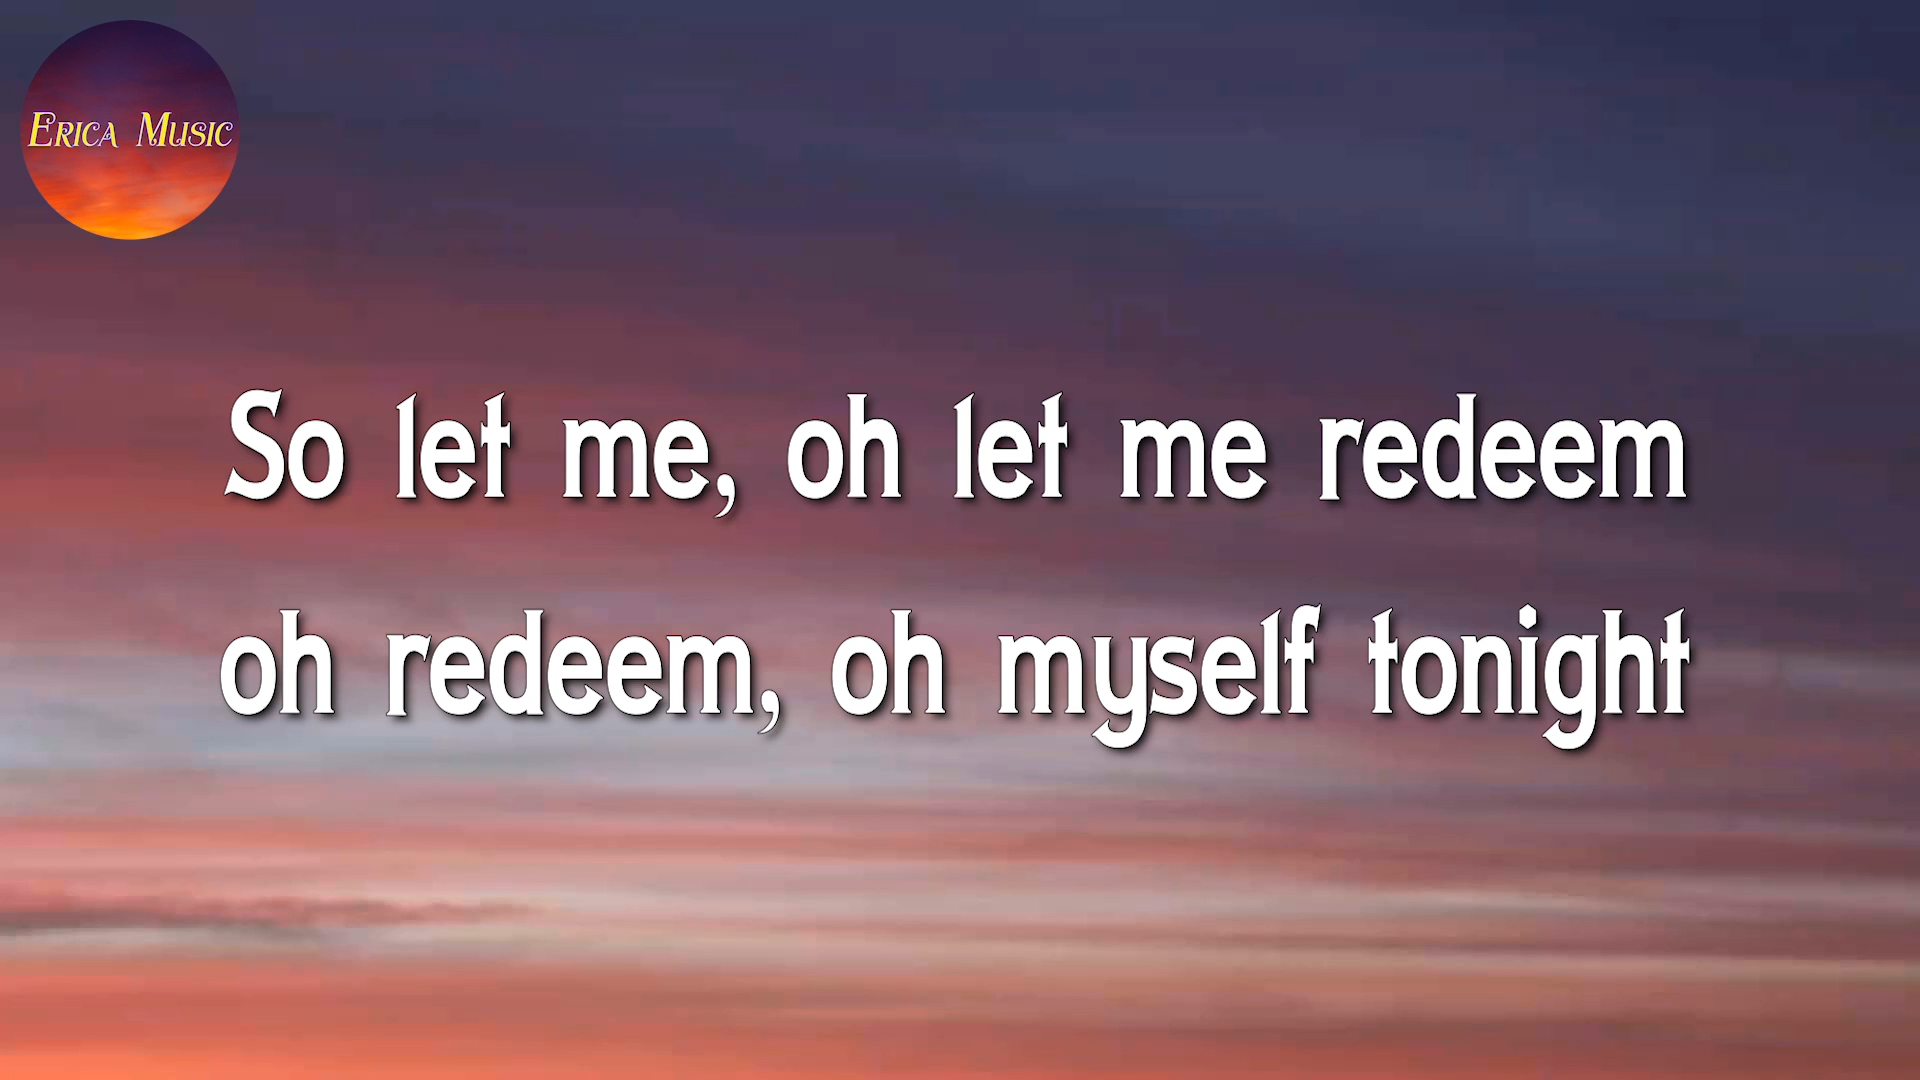 Erica Music
So let me, oh let me redeem
oh redeem, oh myself tonight